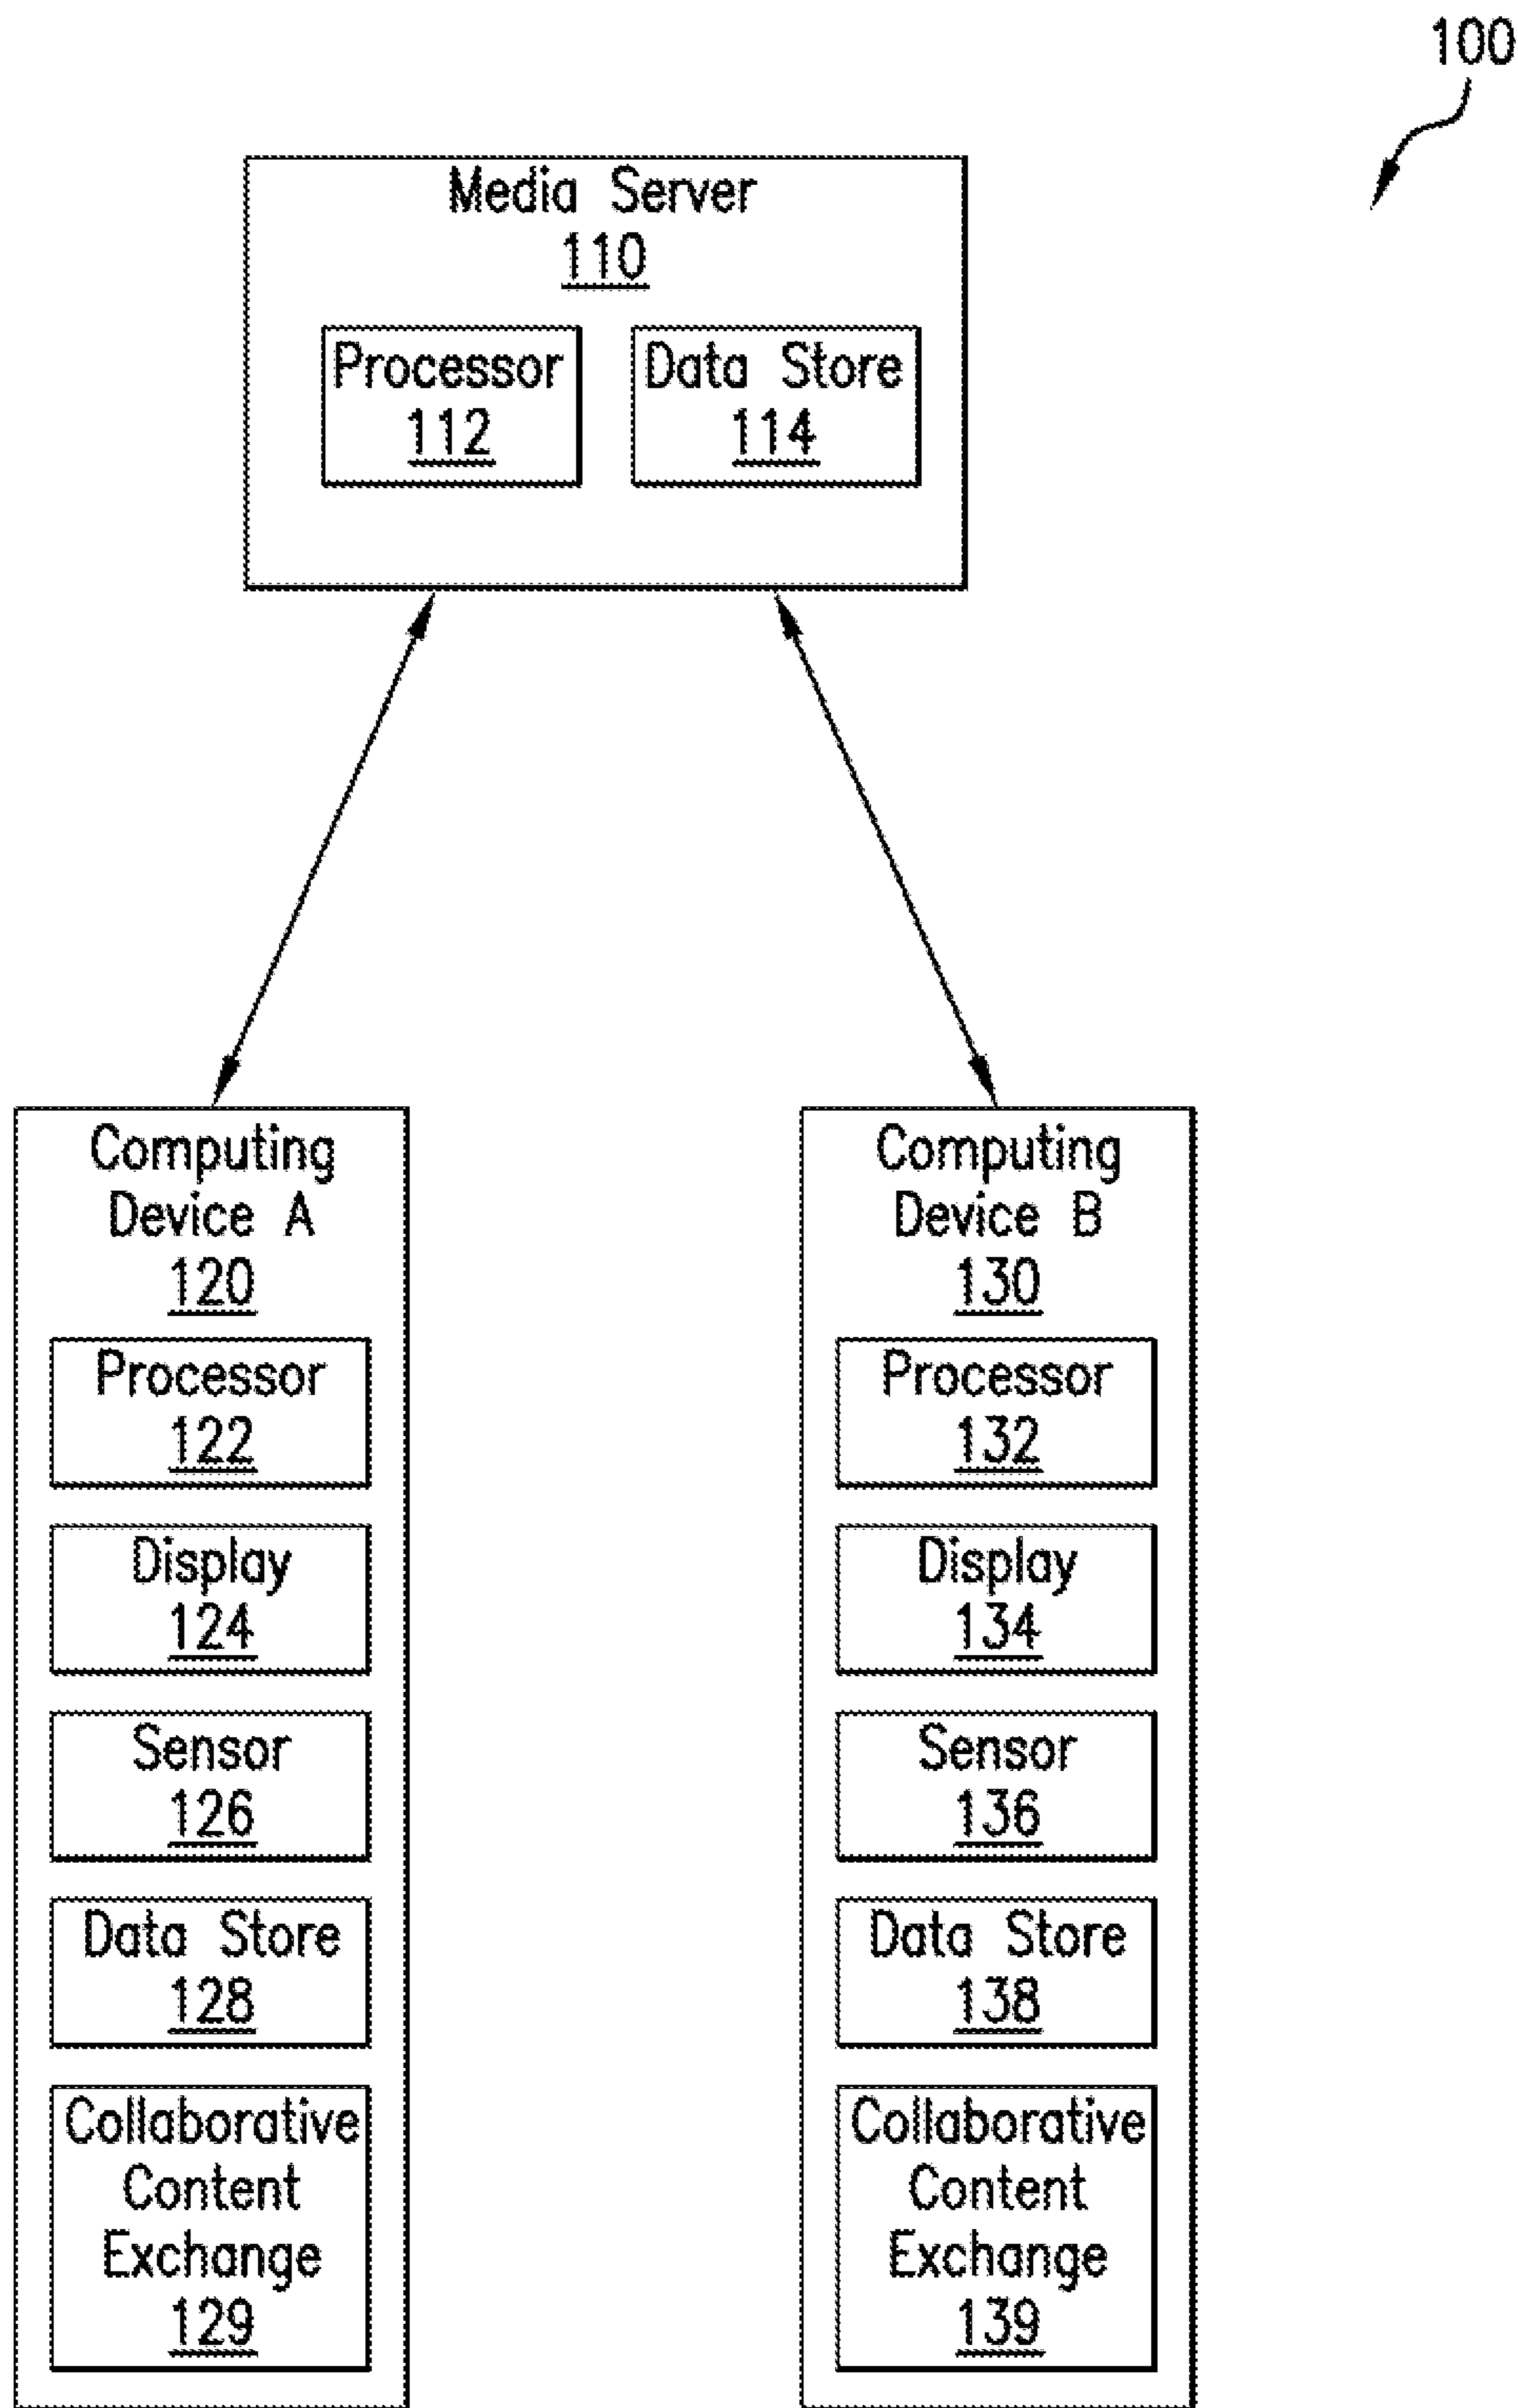 100
Media Server
110
Processor
112
Data Store
114
Computing
Device A
120
Processor
122
Display
124
Sensor
126
Data Store
128
Collaborative
Content
Exchange
129
Computing
Device B
130
Processor
132
Display
134
Sensor
136
Data Store
138
Collaborative
Content
Exchange
139